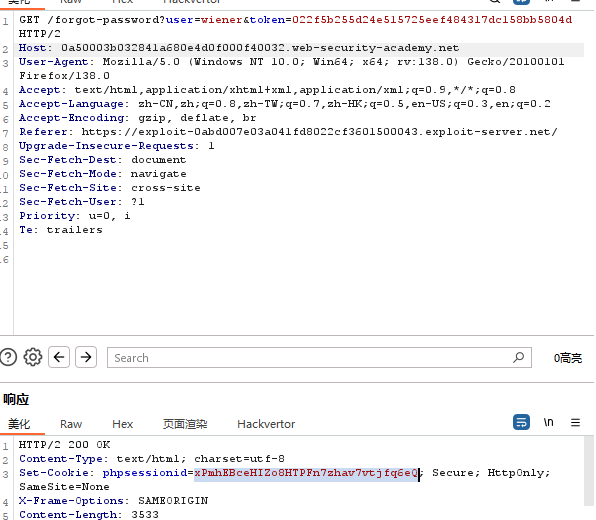 美化 Raw Hex Hackvertor \n
1 GET /forgot-password?user=wiener&token=022f5b255d24e515725eef484317dc158bb5804d
HTTP/2
2 Host: 0a50003b032841a680e4d0f000f40032.web-security-academy.net
3 User-Agent: Mozilla/5.0 (Windows NT 10.0; Win64; x64; rv:138.0) Gecko/20100101
Firefox/138.0
4 Accept: text/html,application/xhtml+xml,application/xml;q=0.9,*/*;q=0.8
5 Accept-Language: zh-CN,zh;q=0.8,zh-TW;q=0.7,zh-HK;q=0.5,en-US;q=0.3,en;q=0.2
6 Accept-Encoding: gzip, deflate, br
7 Referer: https://exploit-0abd007e03a041fd8022cf3601500043.exploit-server.net/
8 Upgrade-Insecure-Requests: 1
9 Sec-Fetch-Dest: document
10 Sec-Fetch-Mode: navigate
11 Sec-Fetch-Site: cross-site
12 Sec-Fetch-User: ?1
13 Priority: u=0, i
14 Te: trailers
15
16
Search 0高亮
响应
美化 Raw Hex 页面渲染 Hackvertor \n
1 HTTP/2 200 OK
2 Content-Type: text/html; charset=utf-8
3 Set-Cookie: phpsessionid=xPmhEBceHIZo8HTPFn7zhav7vtjfq6eQ; Secure; HttpOnly;
SameSite=None
4 X-Frame-Options: SAMEORIGIN
5 Content-Length: 3533